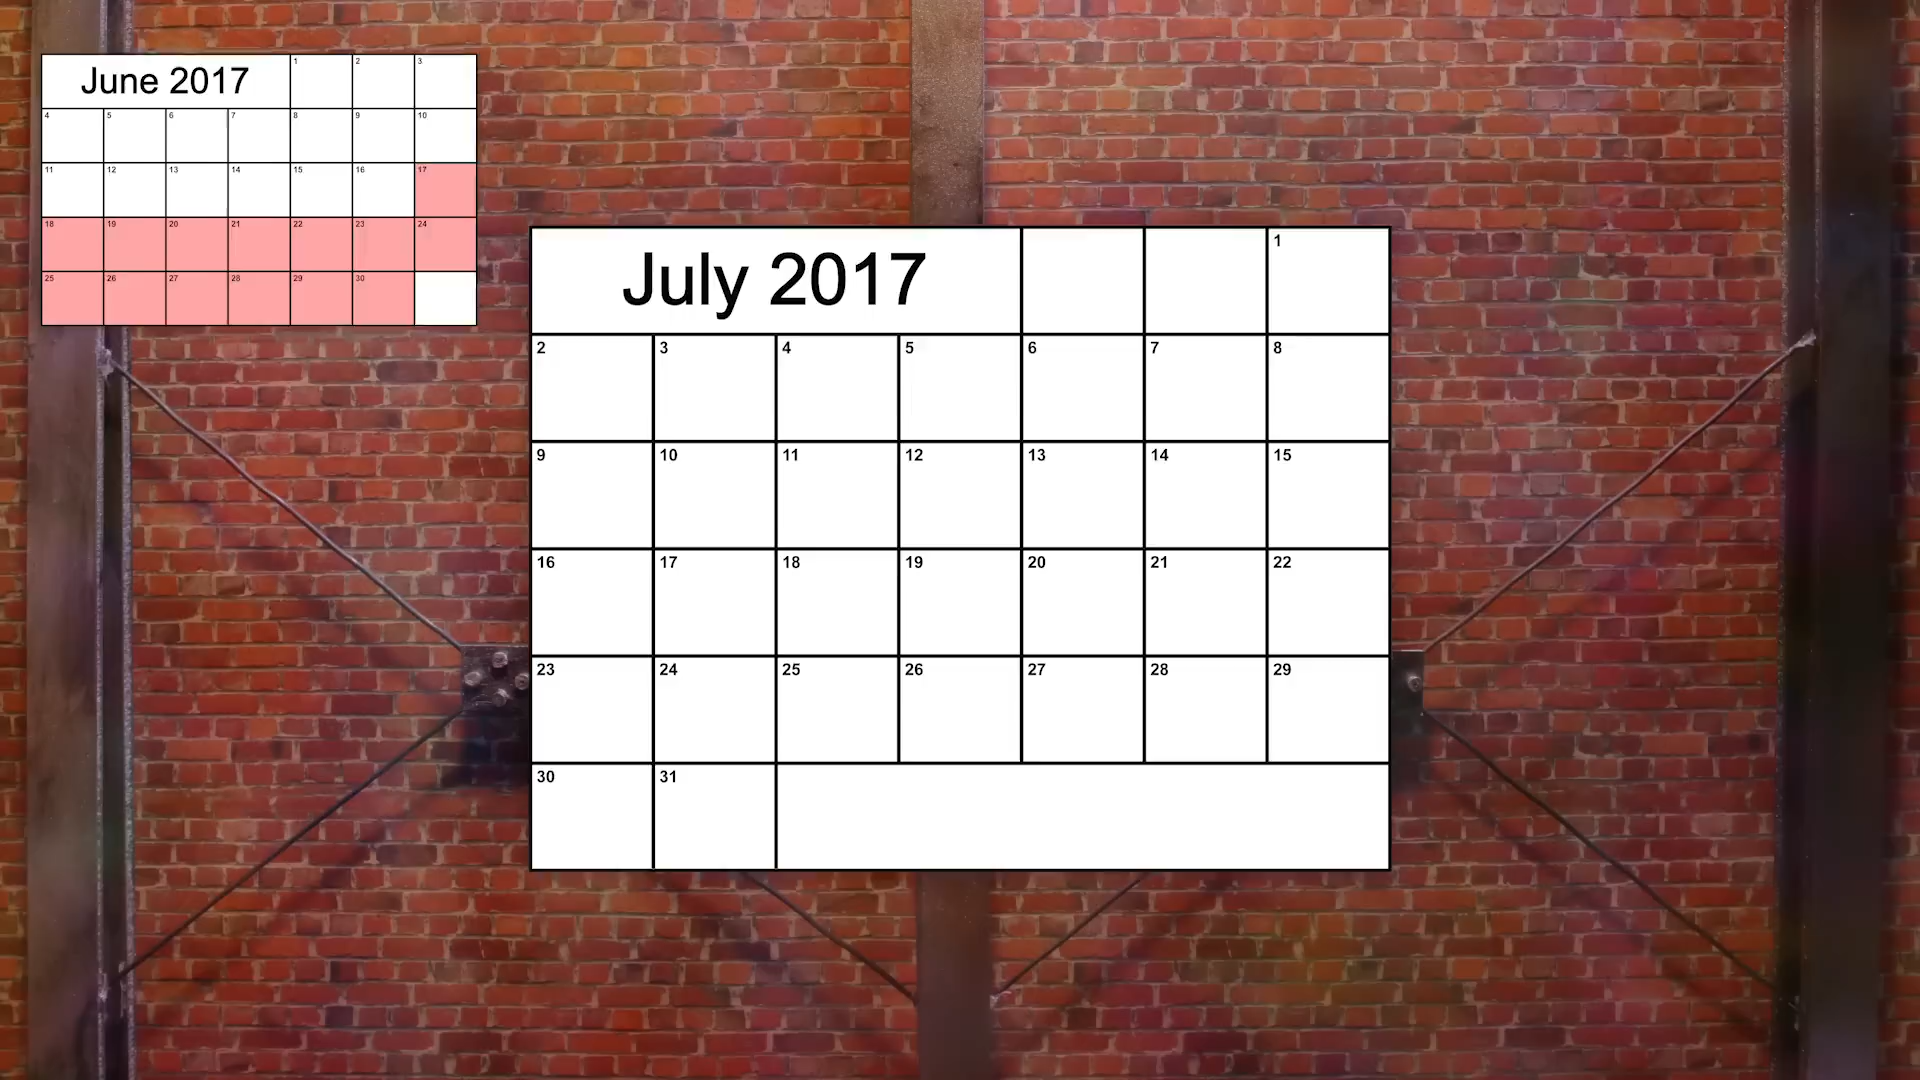 June 2017 1 2 3
4 5 6 7 8 9 10
11 12 13 14 15 16 17
18 19 20 21 22 23 24
25 26 27 28 29 30
July 2017 1
2 3 4 5 6 7 8
9 10 11 12 13 14 15
16 17 18 19 20 21 22
23 24 25 26 27 28 29
30 31